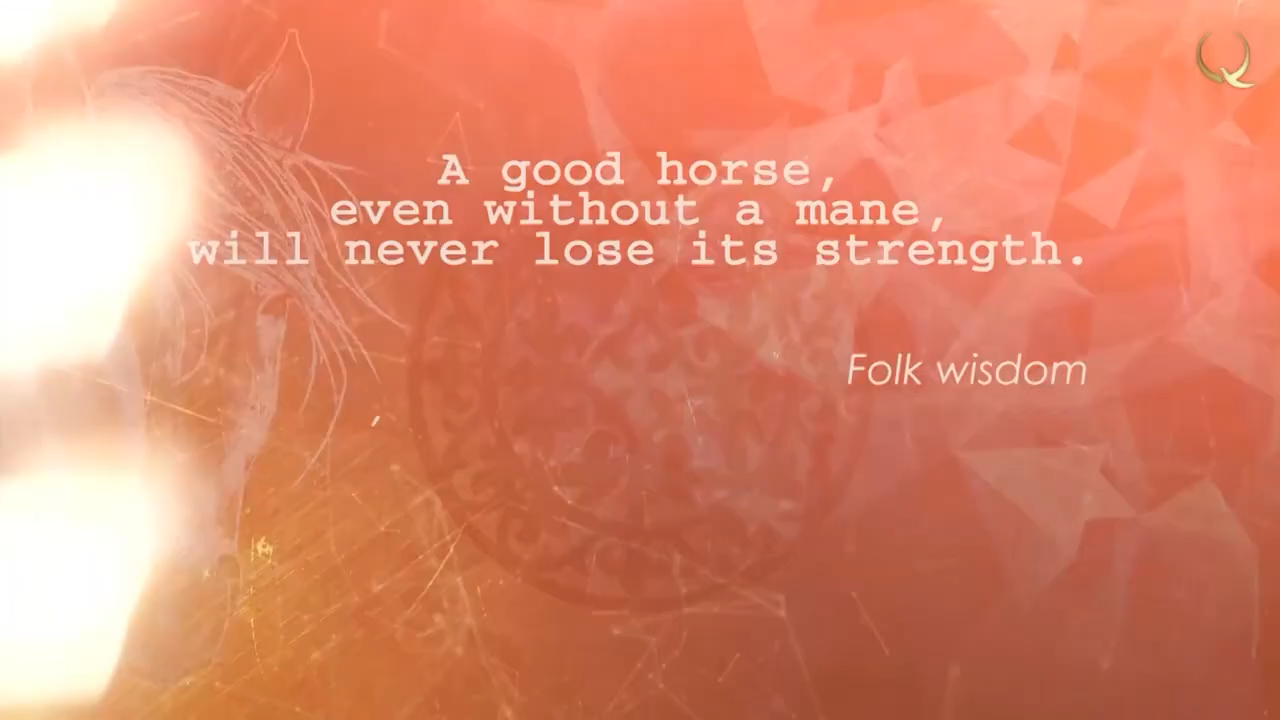 A good horse,
even without a mane,
will never lose its strength.
Folk wisdom